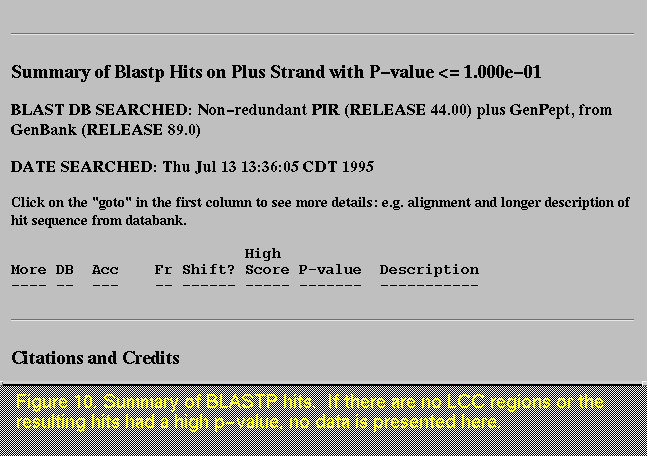 Summary of Blastp Hits on Plus Strand with P-value <= 1.000e-01
BLAST DB SEARCHED: Non-redundant PIR (RELEASE 44.00) plus GenPept, from
GenBank (RELEASE 89.0)
DATE SEARCHED: Thu Jul 13 13:36:05 CDT 1995
Click on the "goto" in the first column to see more details: e.g. alignment and longer description of
hit sequence from databank.
High
More DB Acc Fr Shift? Score P-value Description
---- -- --- -- ------ ----- ------- -----------
Citations and Credits
Figure 10. Summary of BLASTP hits. If there are no LCG regions or the
resulting hits had a high p-value, no data is presented here.